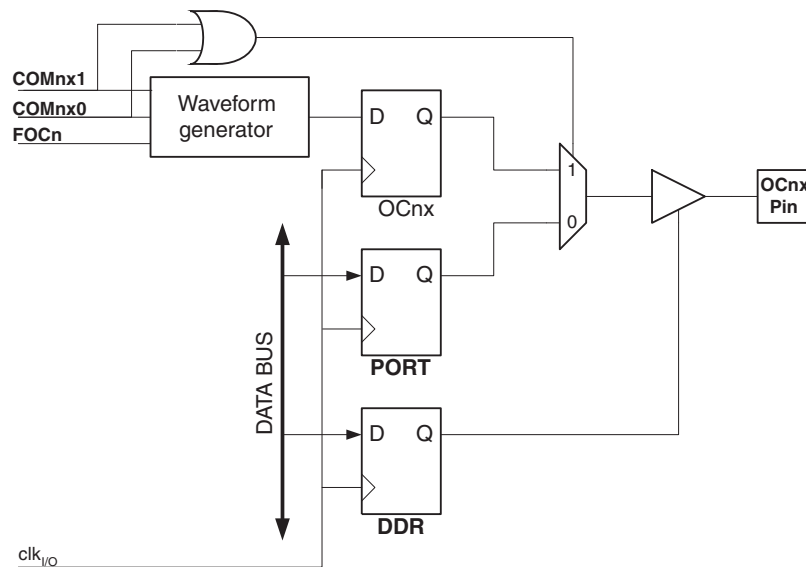 COMnx1
COMnx0
FOCn
Waveform
generator
D Q
OCnx
1
0
OCnx
Pin
D Q
PORT
DATA BUS
D Q
DDR
clkI/O